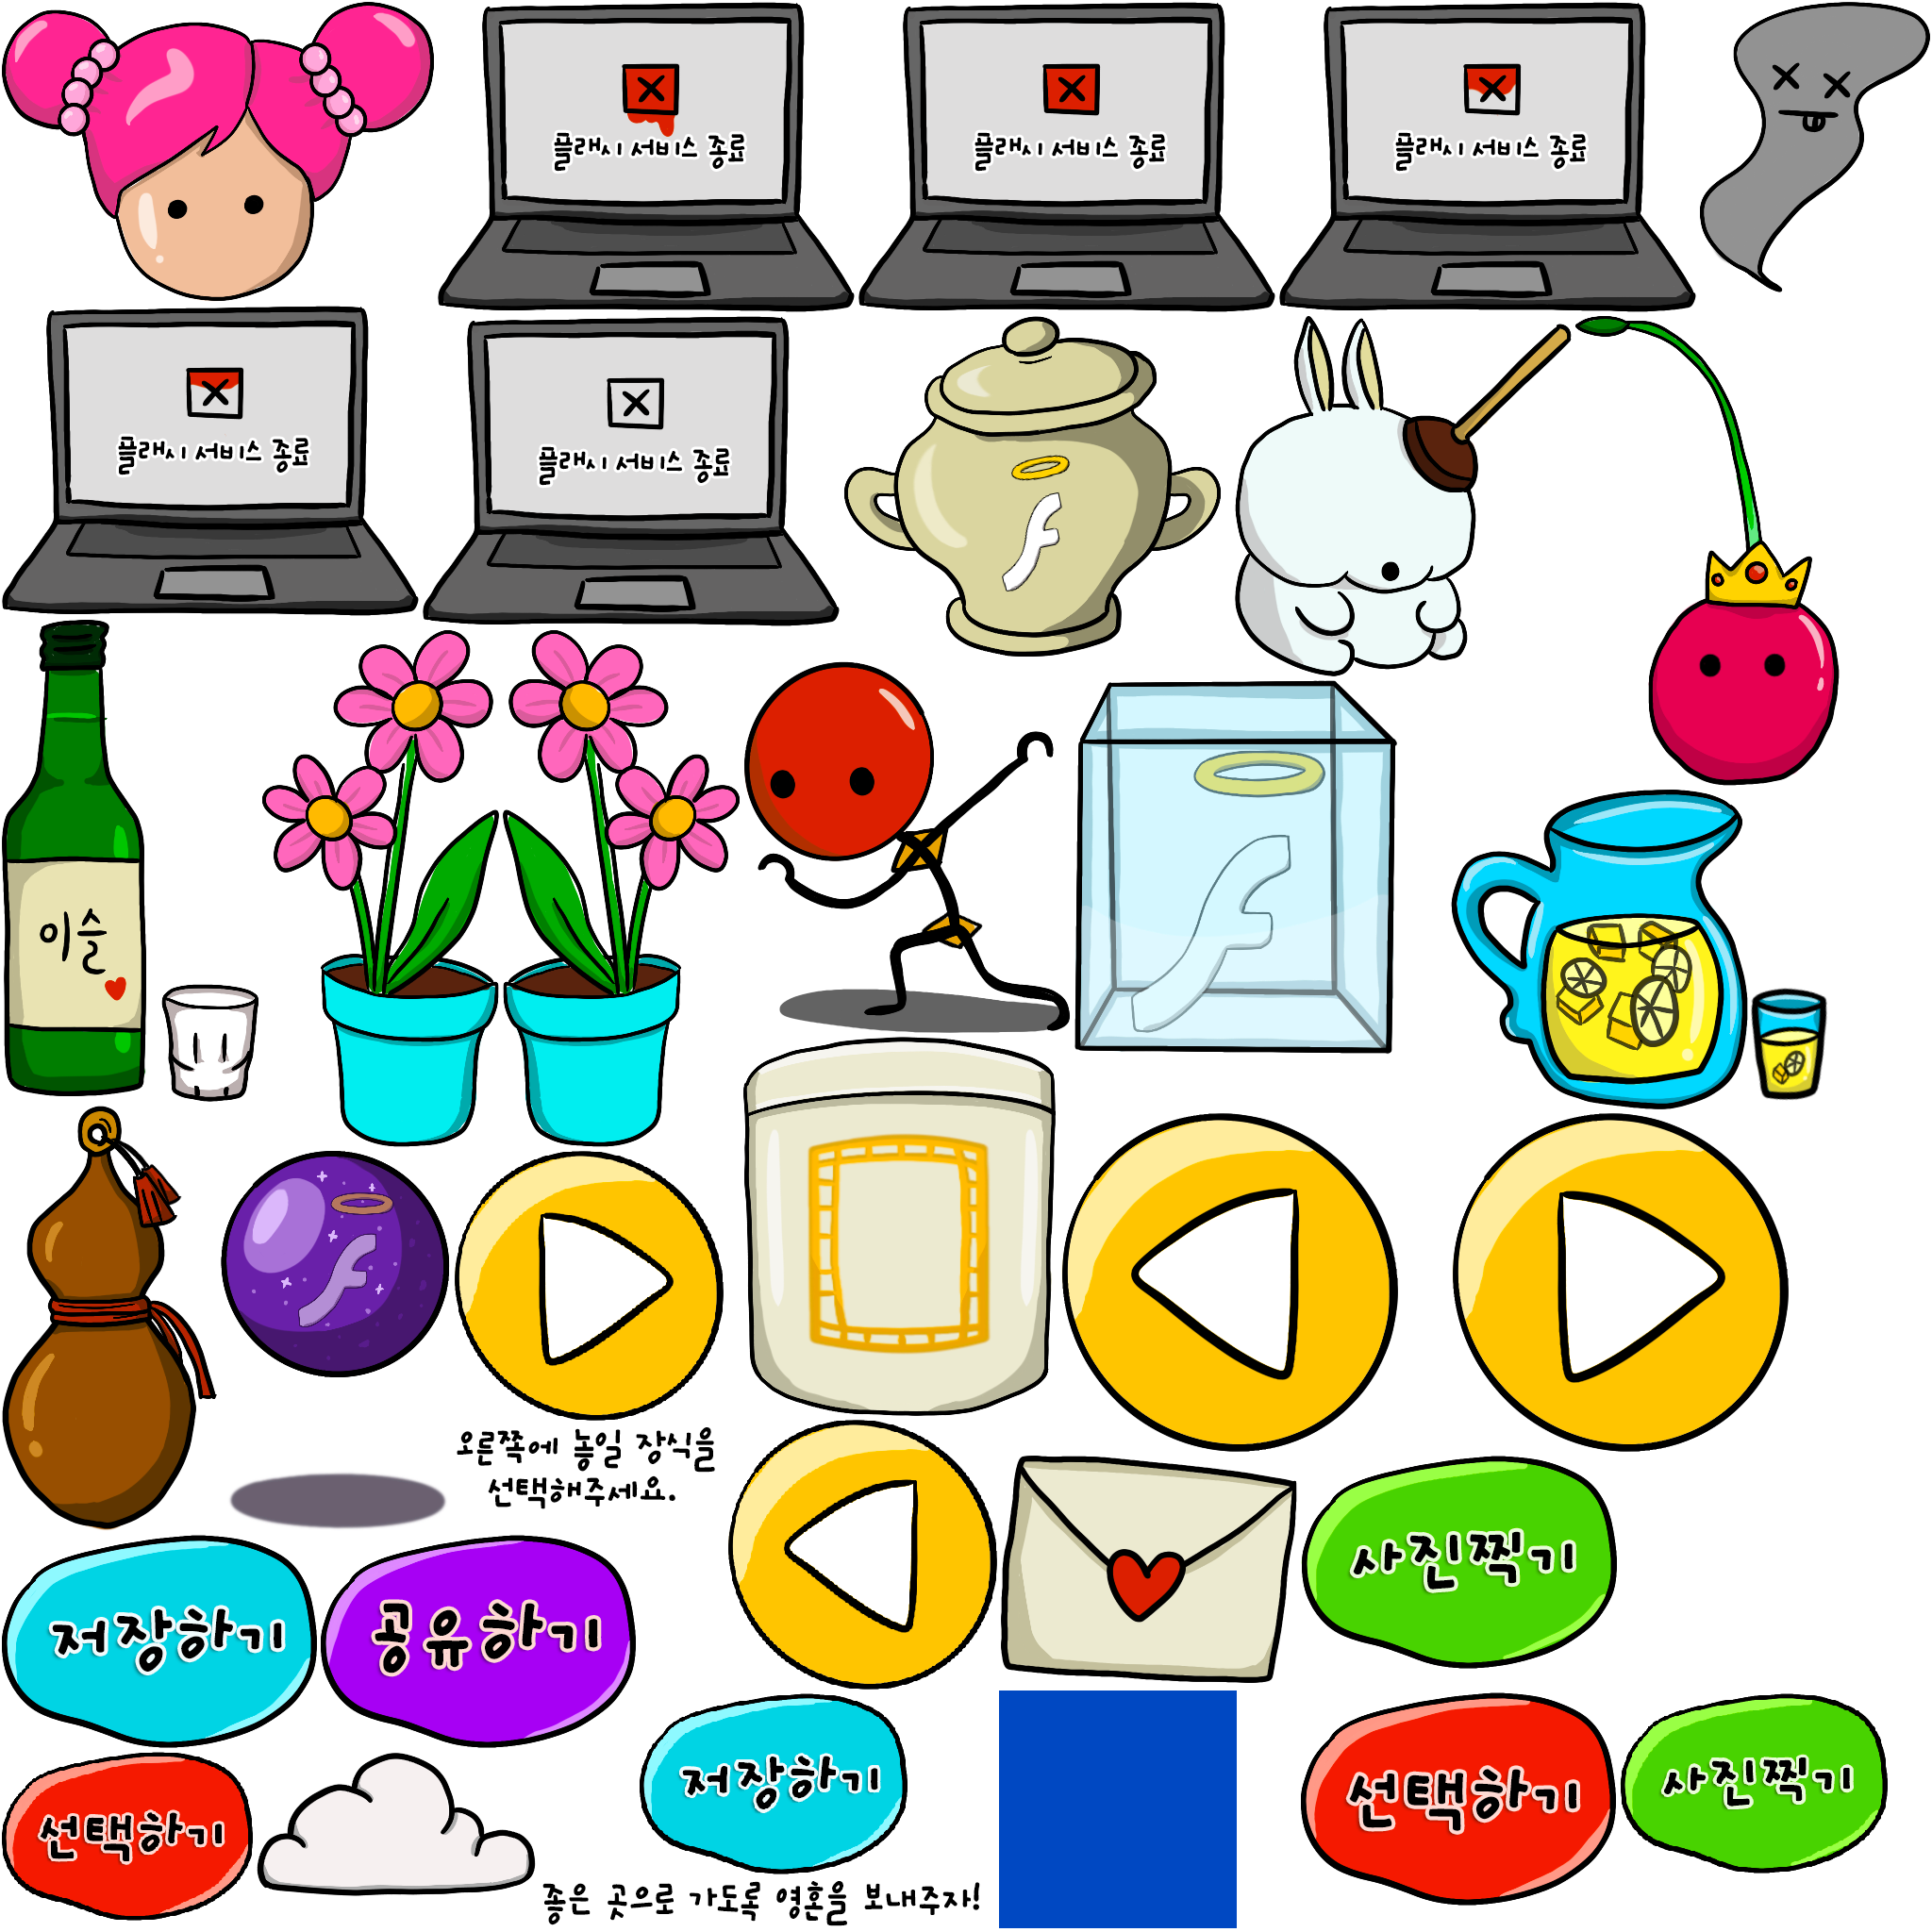 플래시 서비스 종료
플래시 서비스 종료
플래시 서비스 종료
플래시 서비스 종료
플래시 서비스 종료
이슬
오른쪽에 놓일 장식을
선택해주세요.
사진찍기
저장하기
공유하기
저장하기
선택하기
사진찍기
선택하기
좋은 곳으로 가도록 영혼을 보내주자!